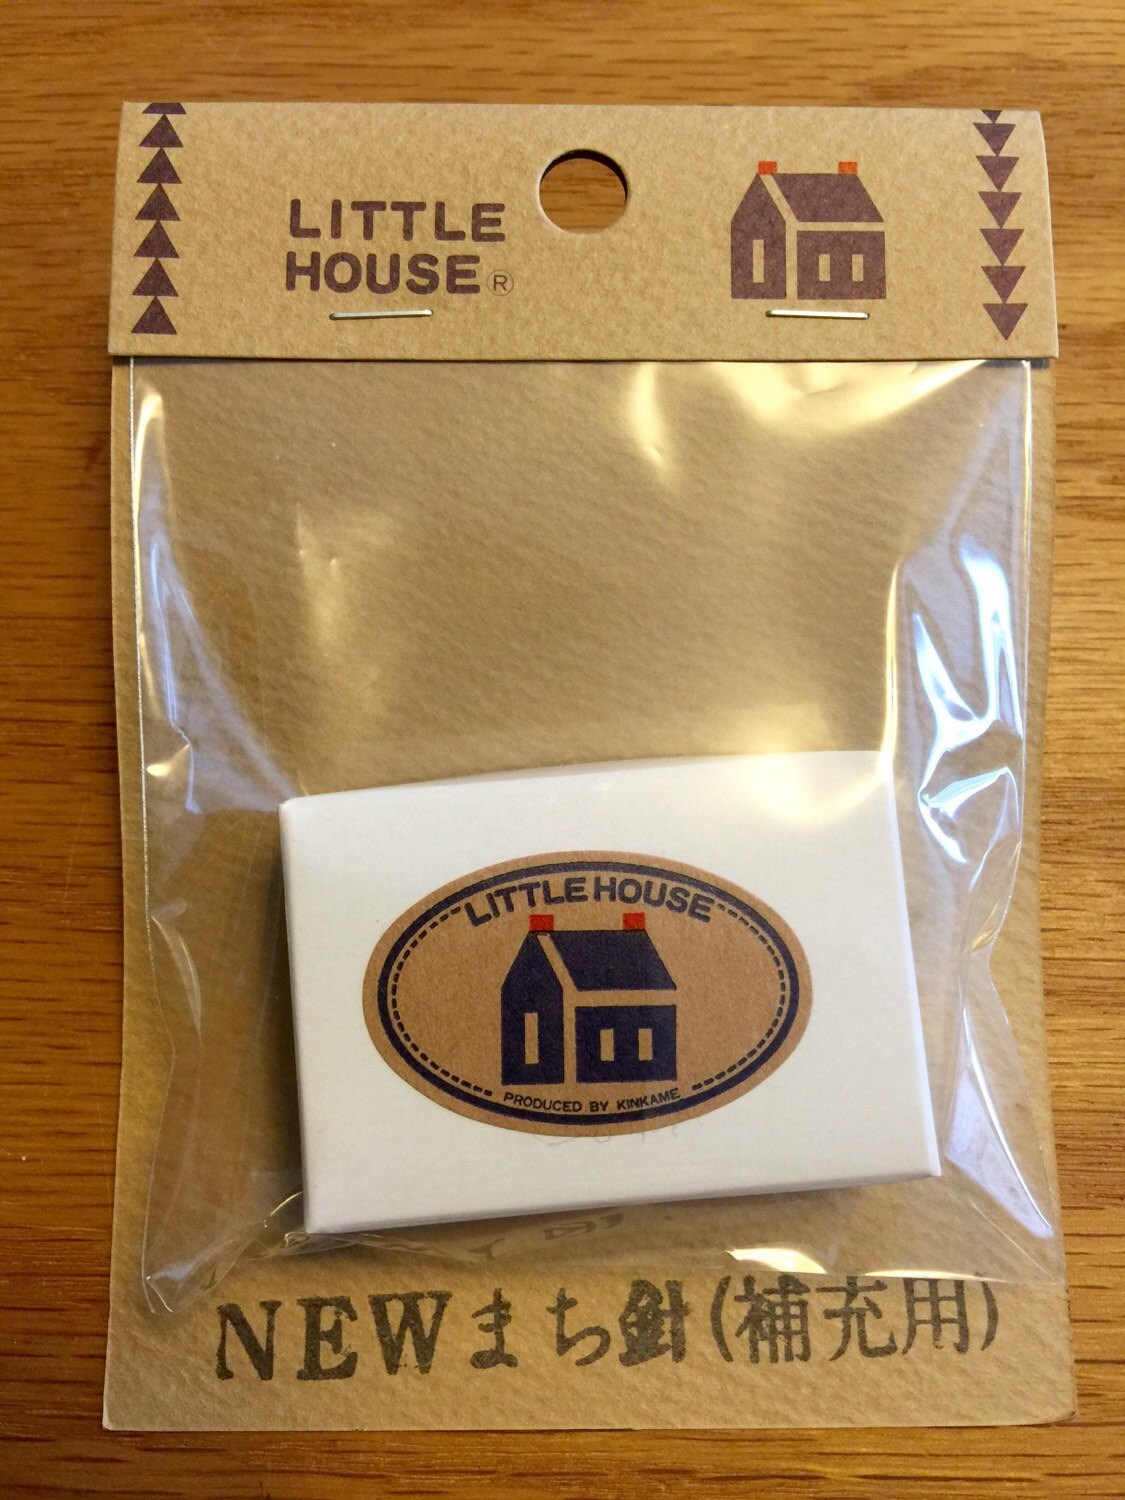 LITTLE
HOUSE®
LITTLE HOUSE
PRODUCED BY KINKAME
NEWまち針(補充用)